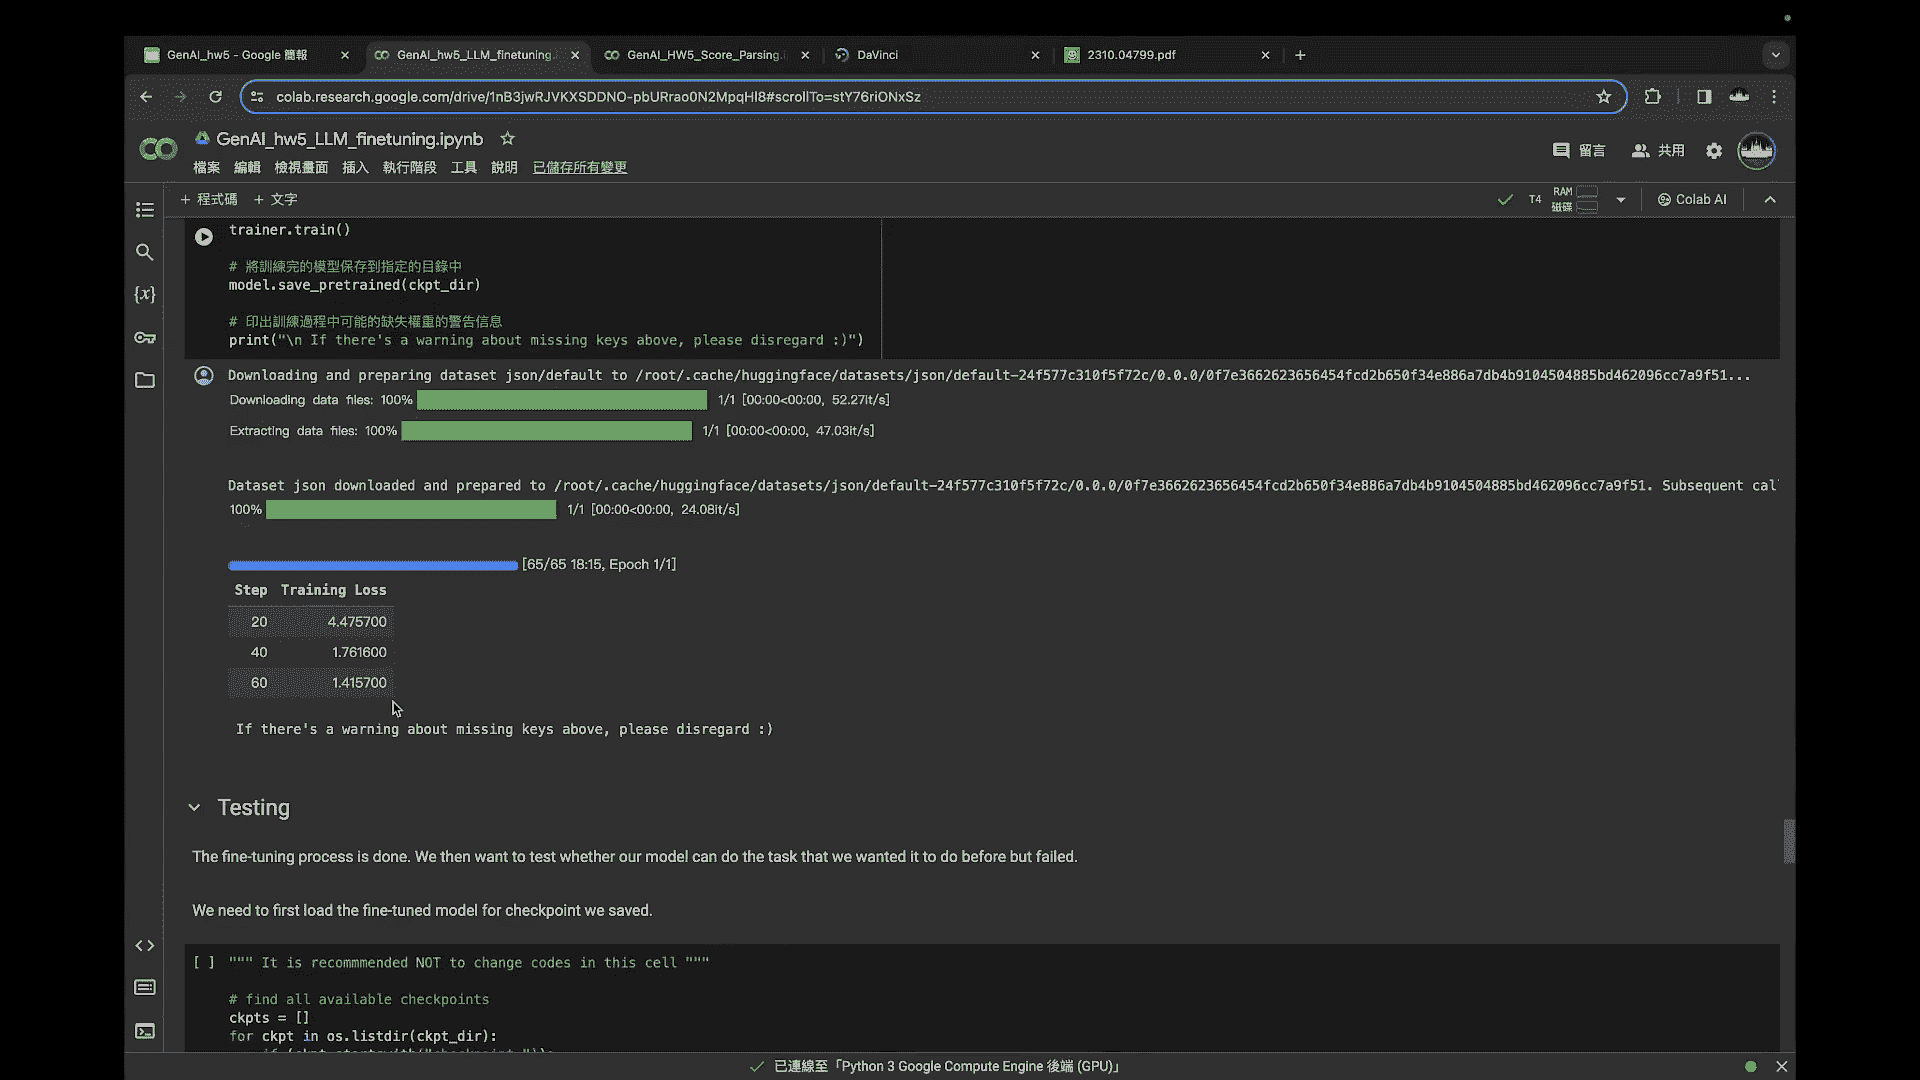 GenAI_hw5 - Google 簡報
GenAI_hw5_LLM_finetuning.
GenAI_HW5_Score_Parsing.
DaVinci
2310.04799.pdf
colab.research.google.com/drive/1nB3jwRJVKXSDDNO-pbURrao0N2MpqHl8#scrollTo=stY76riONxSz
GenAI_hw5_LLM_finetuning.ipynb
留言
共用
檔案 編輯 檢視畫面 插入 執行階段 工具 說明 已儲存所有變更
+ 程式碼 + 文字
T4
RAM
磁碟
Colab AI
trainer.train()
# 將訓練完的模型保存到指定的目錄中
model.save_pretrained(ckpt_dir)
# 印出訓練過程中可能的缺失權重的警告信息
print("\n If there's a warning about missing keys above, please disregard :)")
Downloading and preparing dataset json/default to /root/.cache/huggingface/datasets/json/default-24f577c310f5f72c/0.0.0/0f7e3662623656454fcd2b650f34e886a7db4b9104504885bd462096cc7a9f51...
Downloading data files: 100% 1/1 [00:00<00:00, 52.27it/s]
Extracting data files: 100% 1/1 [00:00<00:00, 47.03it/s]
Dataset json downloaded and prepared to /root/.cache/huggingface/datasets/json/default-24f577c310f5f72c/0.0.0/0f7e3662623656454fcd2b650f34e886a7db4b9104504885bd462096cc7a9f51. Subsequent cal
100% 1/1 [00:00<00:00, 24.08it/s]
[65/65 18:15, Epoch 1/1]
Step Training Loss
20 4.475700
40 1.761600
60 1.415700
If there's a warning about missing keys above, please disregard :)
Testing
The fine-tuning process is done. We then want to test whether our model can do the task that we wanted it to do before but failed.
We need to first load the fine-tuned model for checkpoint we saved.
[ ] """ It is recommmended NOT to change codes in this cell """
# find all available checkpoints
ckpts = []
for ckpt in os.listdir(ckpt_dir):
已連線至「Python 3 Google Compute Engine 後端 (GPU)」